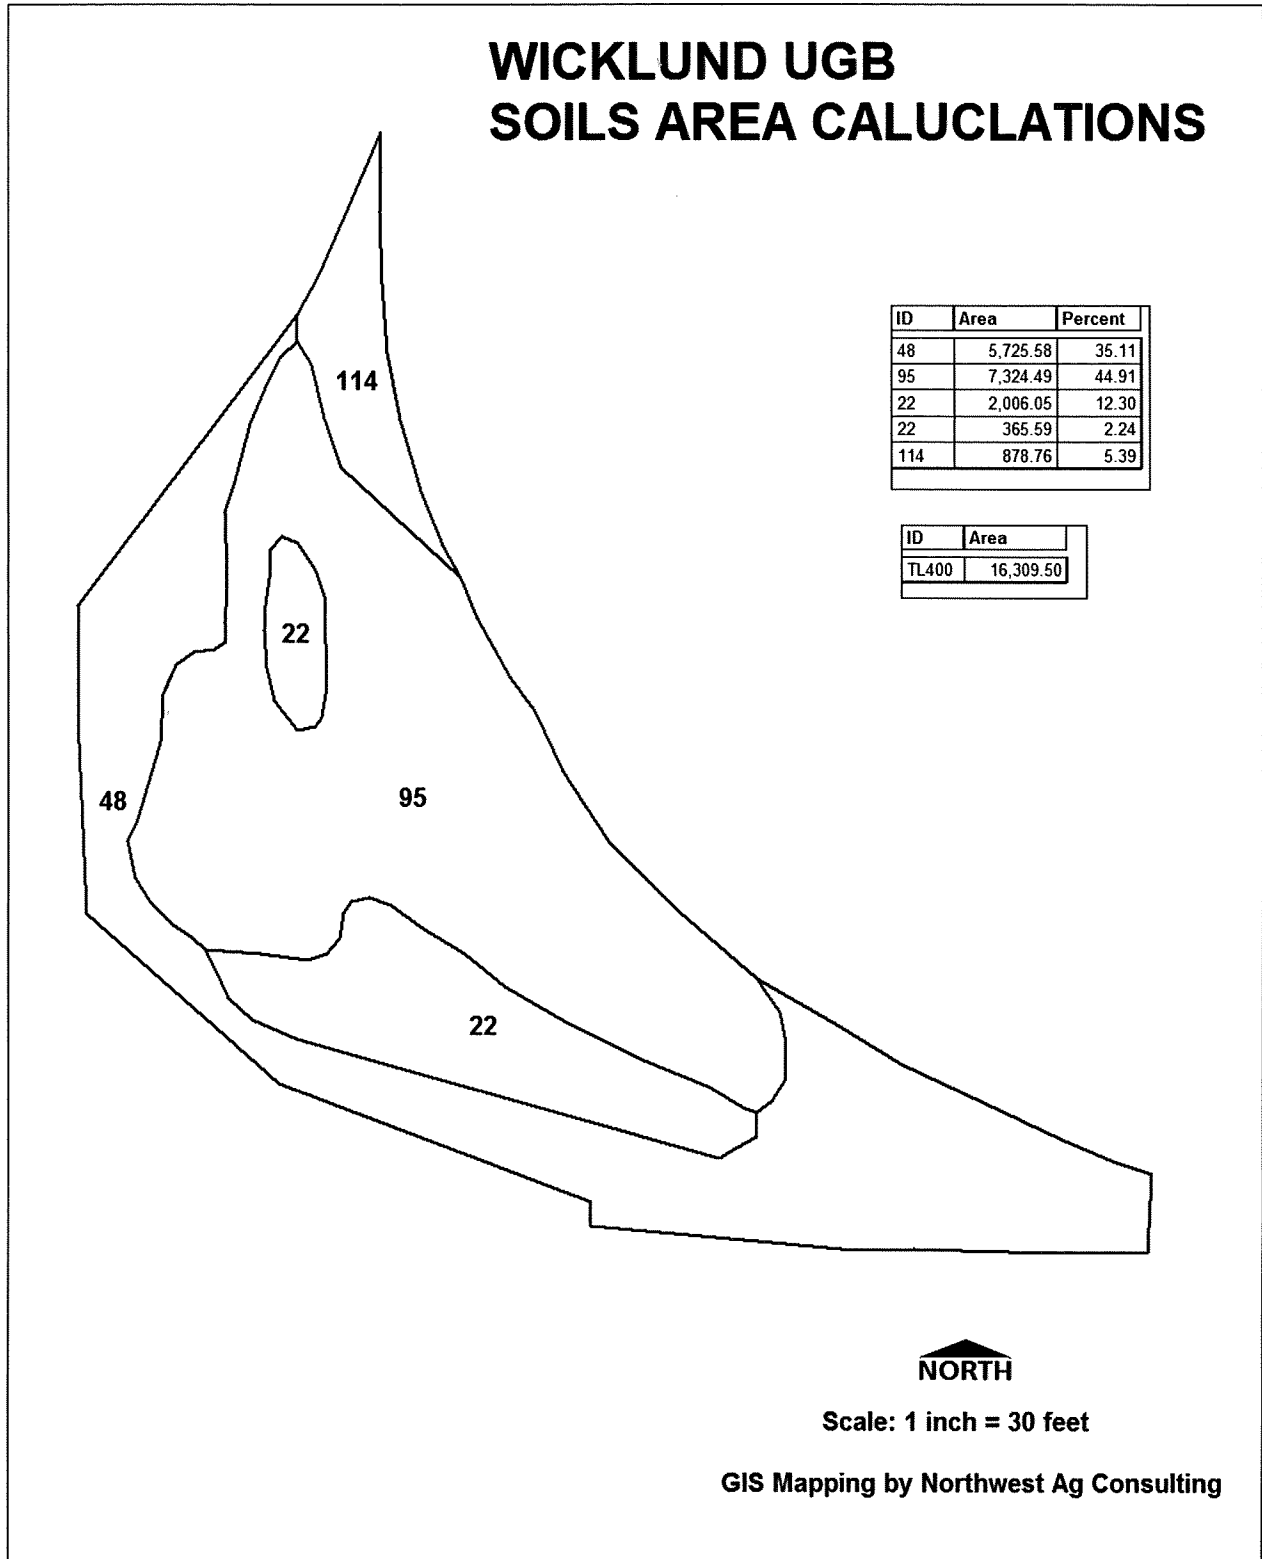 WICKLUND UGB
SOILS AREA CALUCLATIONS
114
ID Area Percent
48 5,725.58 35.11
95 7,324.49 44.91
22 2,006.05 12.30
22 365.59 2.24
114 878.76 5.39
ID Area
TL400 16,309.50
22
48
95
22
NORTH
Scale: 1 inch = 30 feet
GIS Mapping by Northwest Ag Consulting